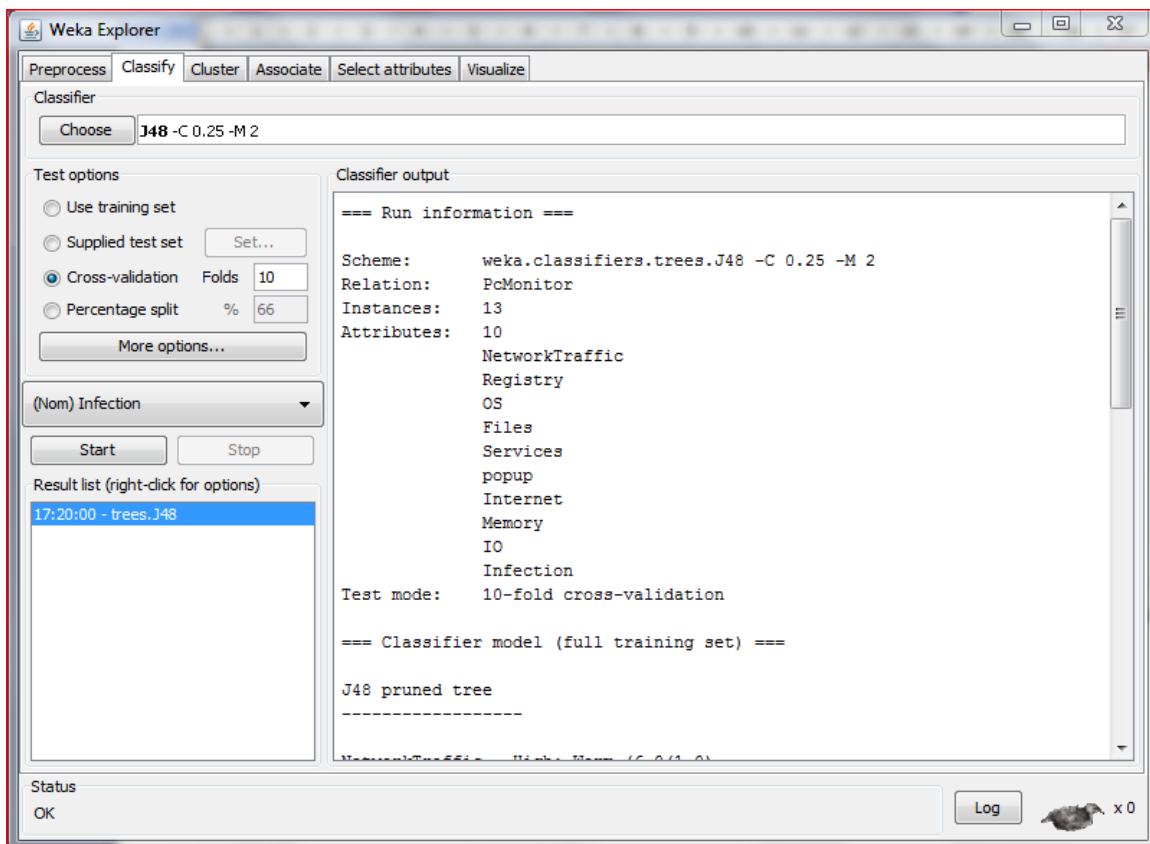 Weka Explorer
Preprocess Classify Cluster Associate Select attributes Visualize
Classifier
Choose J48 -C 0.25 -M 2
Test options
Use training set
Supplied test set Set...
Cross-validation Folds 10
Percentage split % 66
More options...
(Nom) Infection
Start Stop
Result list (right-click for options)
17:20:00 - trees.J48
Classifier output
=== Run information ===
Scheme: weka.classifiers.trees.J48 -C 0.25 -M 2
Relation: PcMonitor
Instances: 13
Attributes: 10
NetworkTraffic
Registry
OS
Files
Services
popup
Internet
Memory
IO
Infection
Test mode: 10-fold cross-validation
=== Classifier model (full training set) ===
J48 pruned tree
------------------
Status
OK
Log x 0